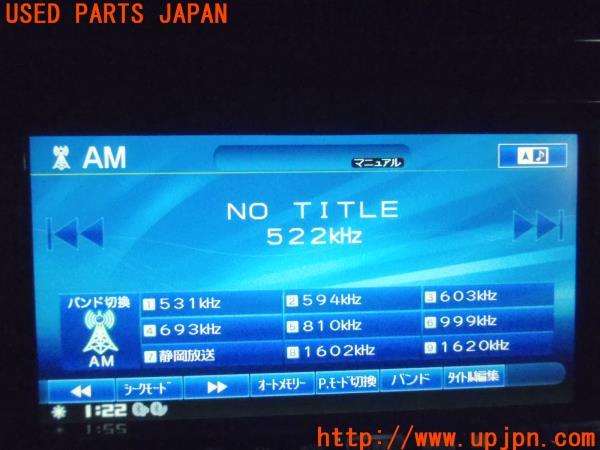 USED PARTS JAPAN
AM
マニュアル
NO TITLE
522kHz
バンド切換
AM
1 531kHz
2 594kHz
3 603kHz
4 693kHz
5 810kHz
6 999kHz
7 静岡放送
8 1602kHz
9 1620kHz
シークモード
オートメモリー
P.モード切換
バンド
タイトル編集
1:22
1:55
http://www.upjpn.com